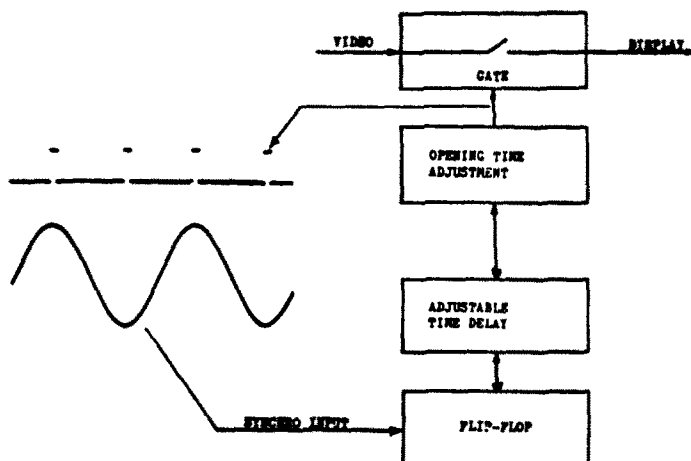 VIDEO
DISPLAY
GATE
OPENING TIME
ADJUSTMENT
ADJUSTABLE
TIME DELAY
SYNCHRO INPUT
FLIP-FLOP